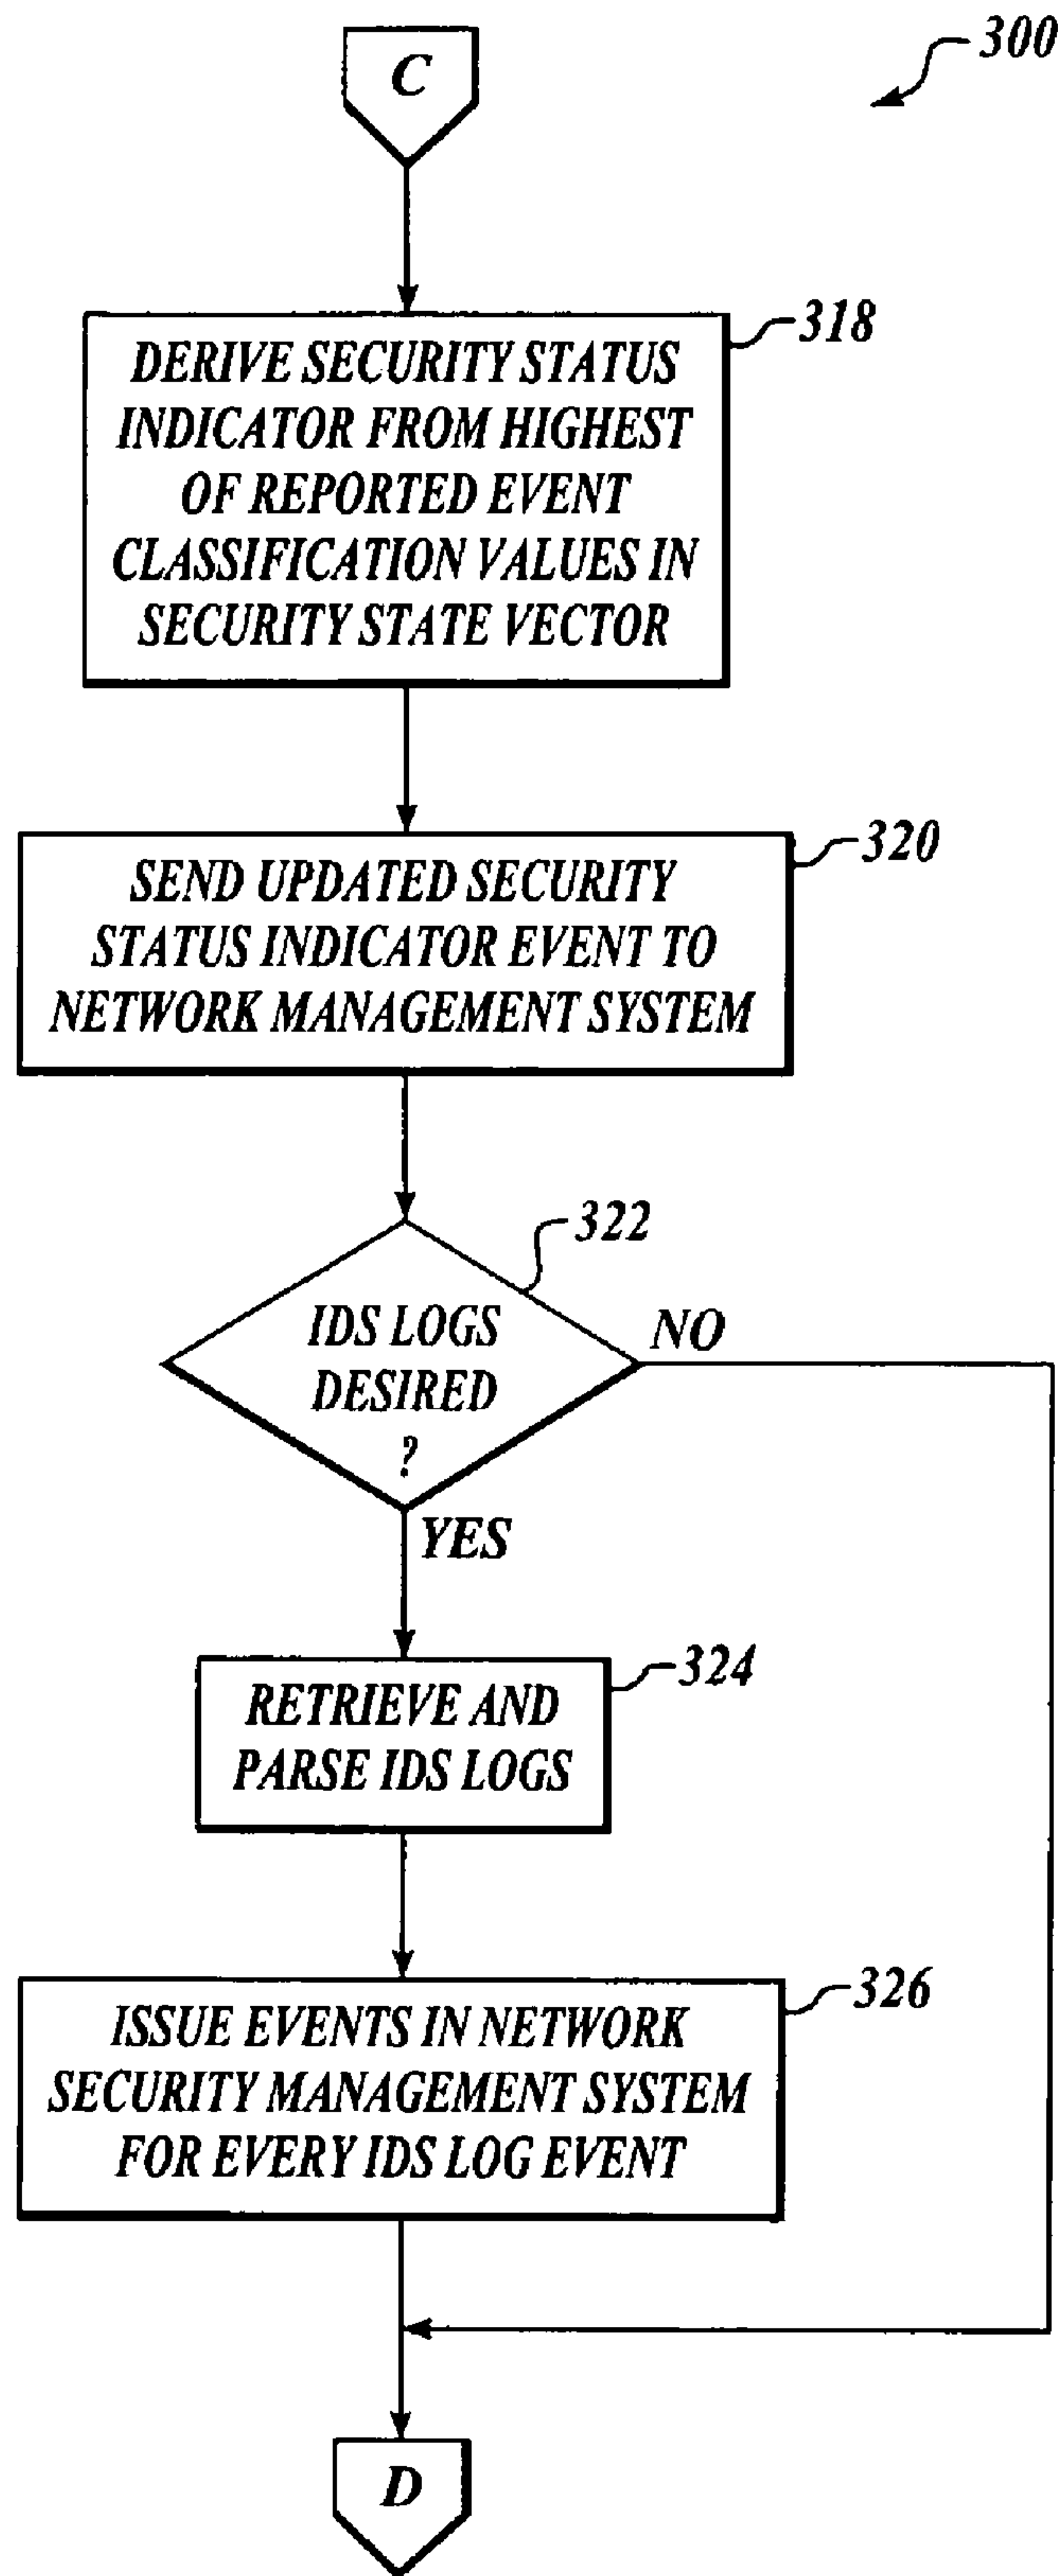 C
300
318
DERIVE SECURITY STATUS
INDICATOR FROM HIGHEST
OF REPORTED EVENT
CLASSIFICATION VALUES IN
SECURITY STATE VECTOR
320
SEND UPDATED SECURITY
STATUS INDICATOR EVENT TO
NETWORK MANAGEMENT SYSTEM
322
IDS LOGS
DESIRED
?
NO
YES
324
RETRIEVE AND
PARSE IDS LOGS
326
ISSUE EVENTS IN NETWORK
SECURITY MANAGEMENT SYSTEM
FOR EVERY IDS LOG EVENT
D